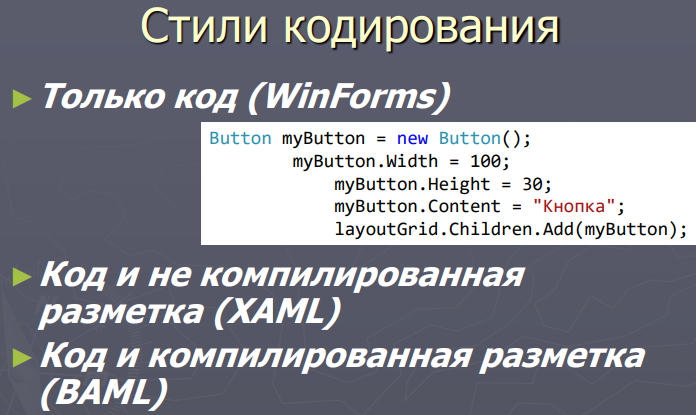 Стили кодирования
► Только код (WinForms)
Button myButton = new Button();
myButton.Width = 100;
myButton.Height = 30;
myButton.Content = "Кнопка";
layoutGrid.Children.Add(myButton);
► Код и не компилированная
разметка (XAML)
► Код и компилированная разметка
(BAML)